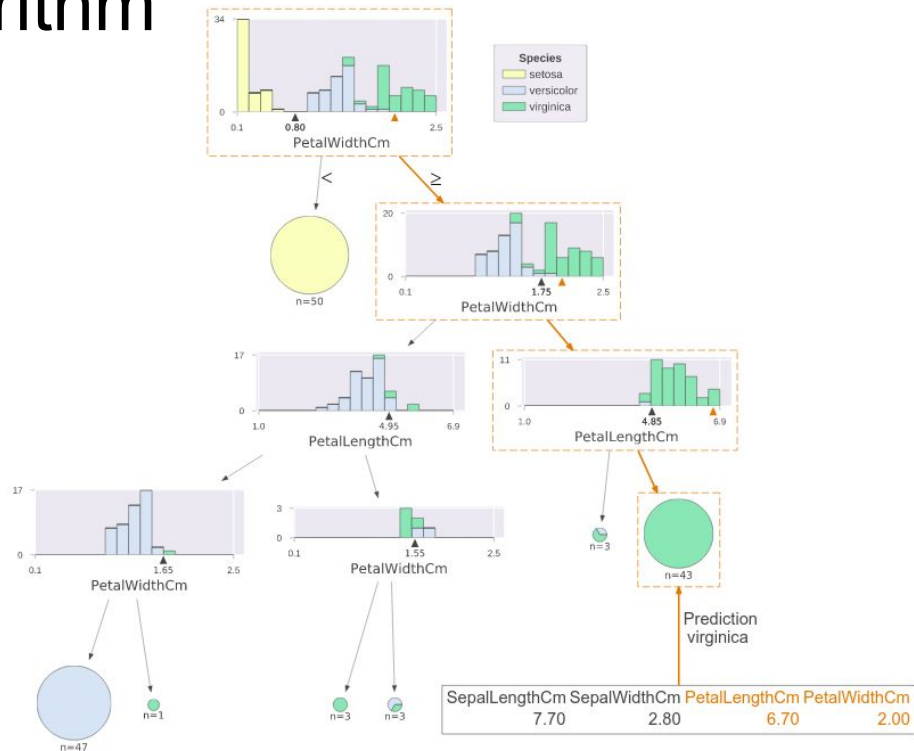 rithm
34
0
0.1
0.80
2.5
PetalWidthCm
Species
setosa
versicolor
virginica
<
≥
n=50
20
0
0.1
1.75
2.5
PetalWidthCm
17
0
1.0
4.95
6.9
PetalLengthCm
11
0
1.0
4.85
6.9
PetalLengthCm
n=3
n=43
17
0
0.1
1.65
2.5
PetalWidthCm
3
0
0.1
1.55
2.5
PetalWidthCm
n=47
n=1
n=3
n=3
Prediction
virginica
SepalLengthCm SepalWidthCm PetalLengthCm PetalWidthCm
7.70 2.80 6.70 2.00